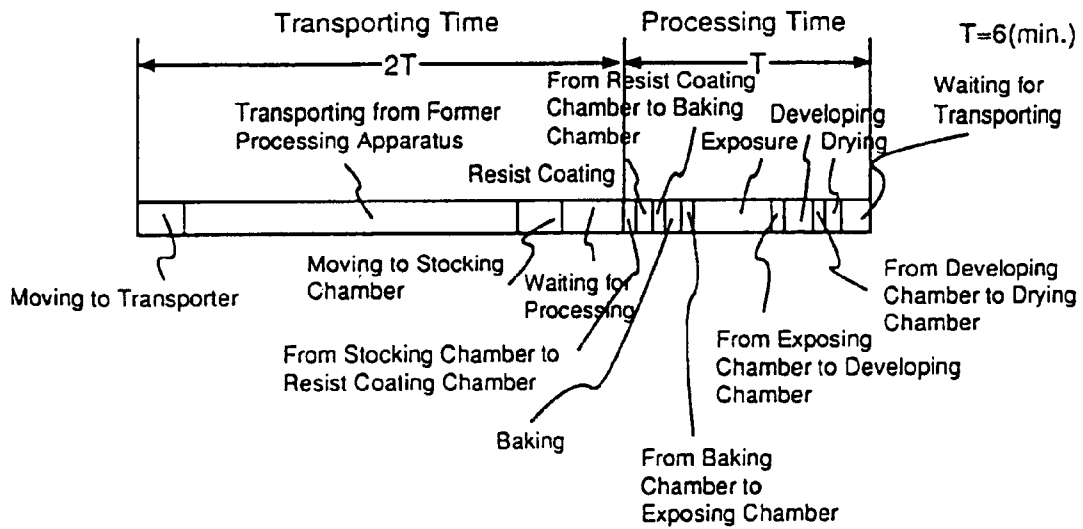 Transporting Time
Processing Time
T=6(min.)
2T
T
From Resist Coating
Chamber to Baking
Chamber
Transporting from Former
Processing Apparatus
Resist Coating
Exposure
Developing
Drying
Waiting for
Transporting
Moving to Transporter
Moving to Stocking
Chamber
Waiting for
Processing
From Stocking Chamber to
Resist Coating Chamber
Baking
From Baking
Chamber to
Exposing Chamber
From Exposing
Chamber to Developing
Chamber
From Developing
Chamber to Drying
Chamber